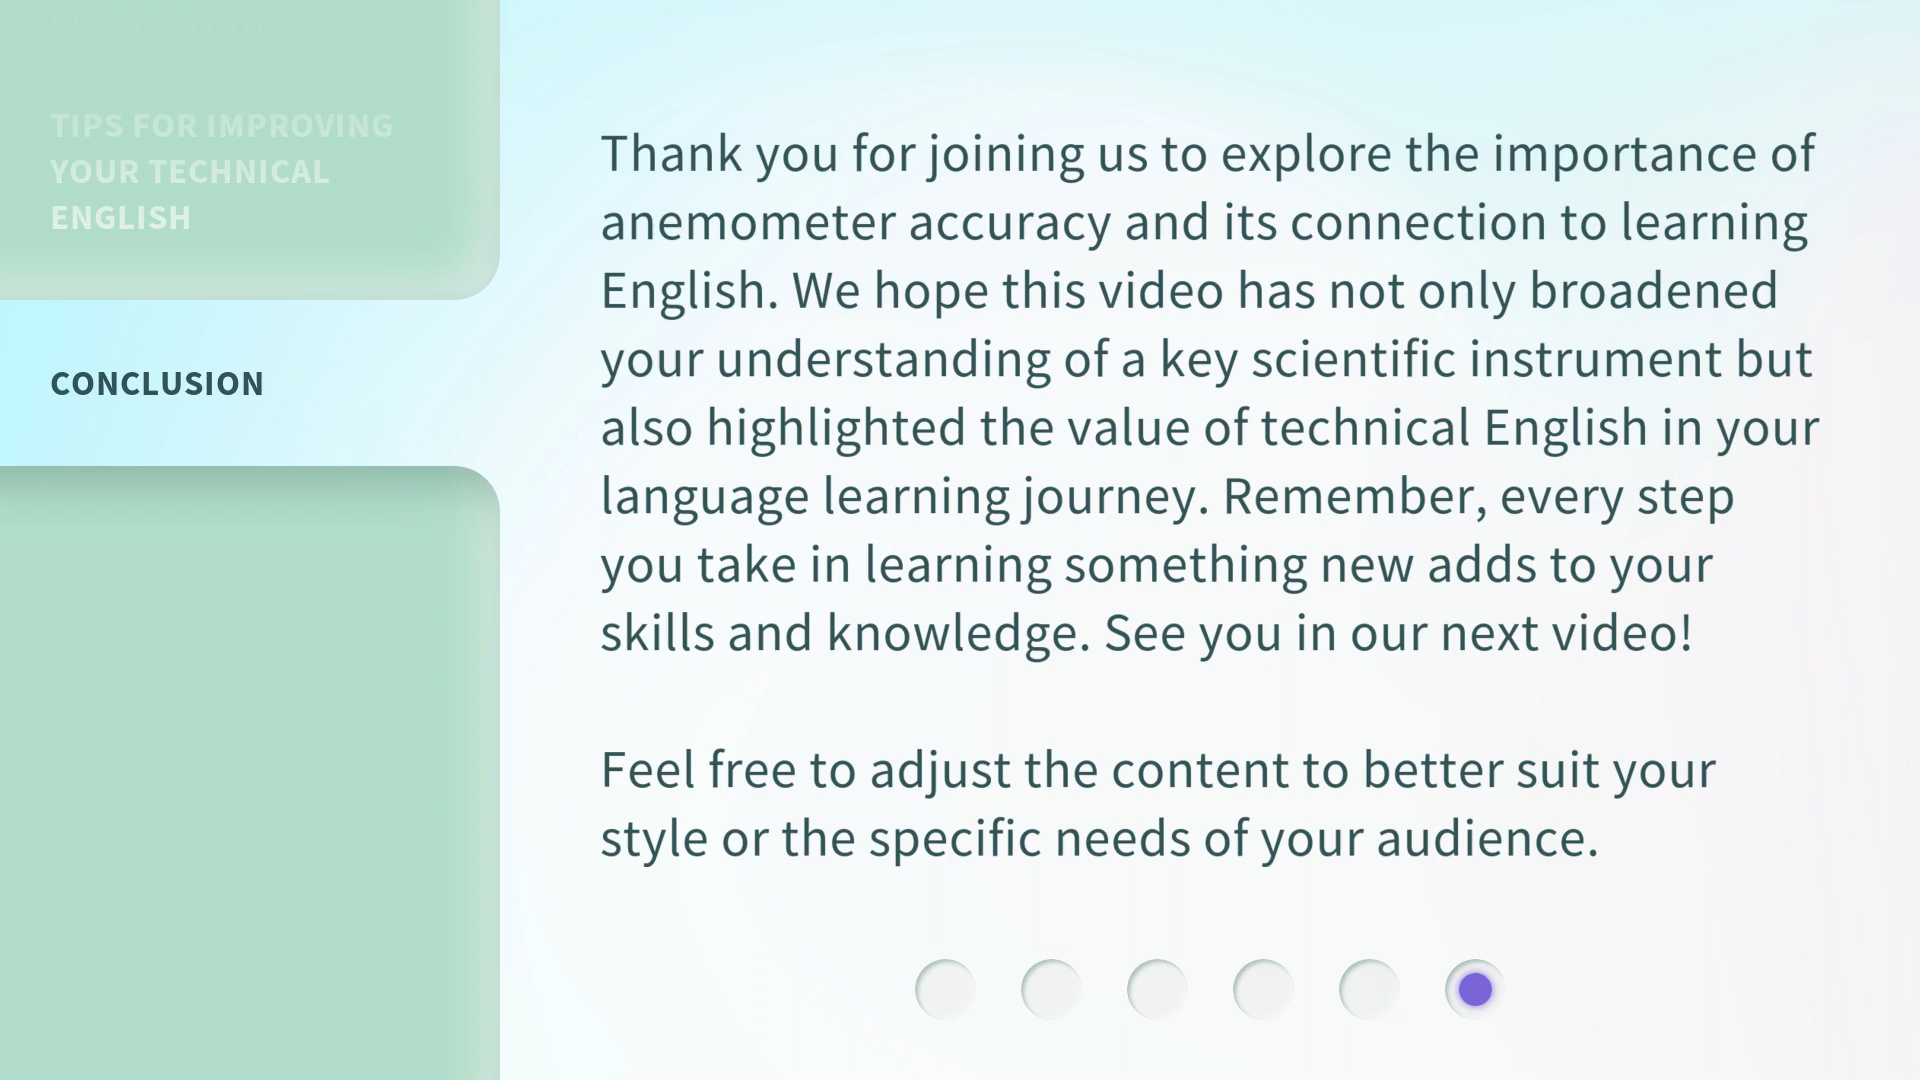 CONNECTION
TIPS FOR IMPROVING
YOUR TECHNICAL
ENGLISH
CONCLUSION
Thank you for joining us to explore the importance of
anemometer accuracy and its connection to learning
English. We hope this video has not only broadened
your understanding of a key scientific instrument but
also highlighted the value of technical English in your
language learning journey. Remember, every step
you take in learning something new adds to your
skills and knowledge. See you in our next video!
Feel free to adjust the content to better suit your
style or the specific needs of your audience.